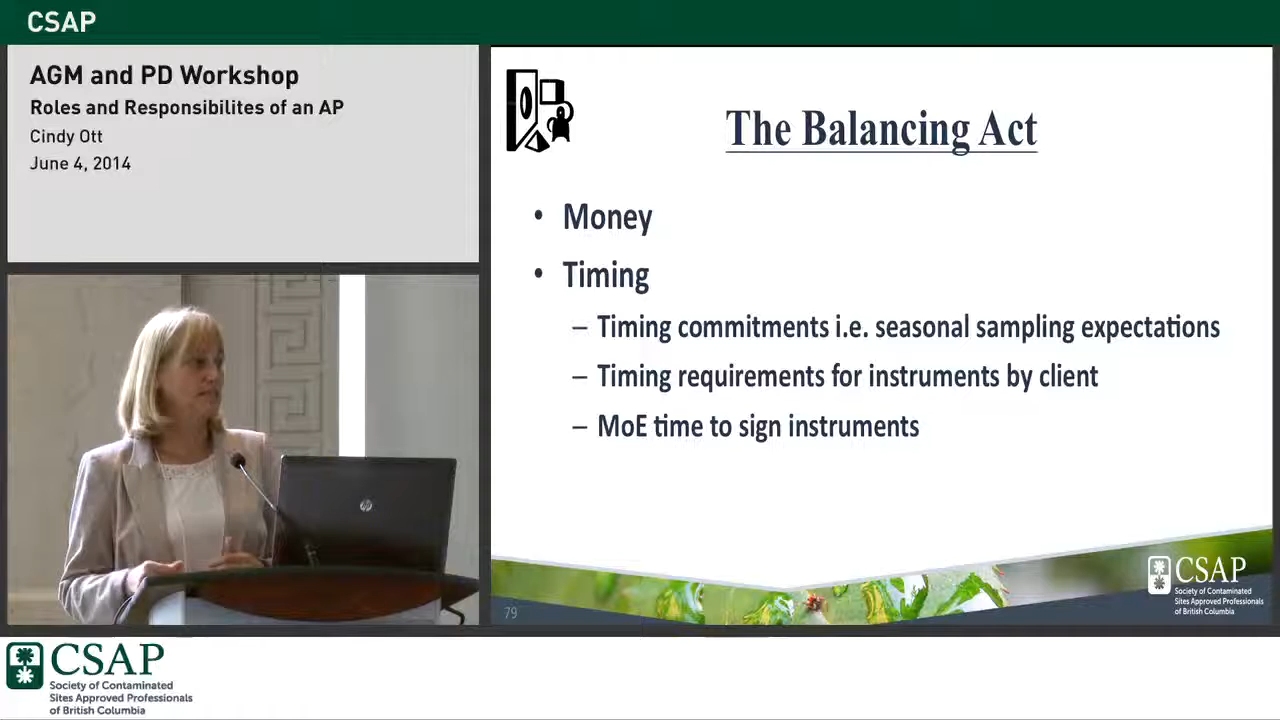 CSAP
AGM and PD Workshop
Roles and Responsibilites of an AP
Cindy Ott
June 4, 2014
The Balancing Act
• Money
• Timing
– Timing commitments i.e. seasonal sampling expectations
– Timing requirements for instruments by client
– MoE time to sign instruments
79
CSAP
Society of Contaminated
Sites Approved Professionals
of British Columbia
hp
CSAP
Society of Contaminated
Sites Approved Professionals
of British Columbia